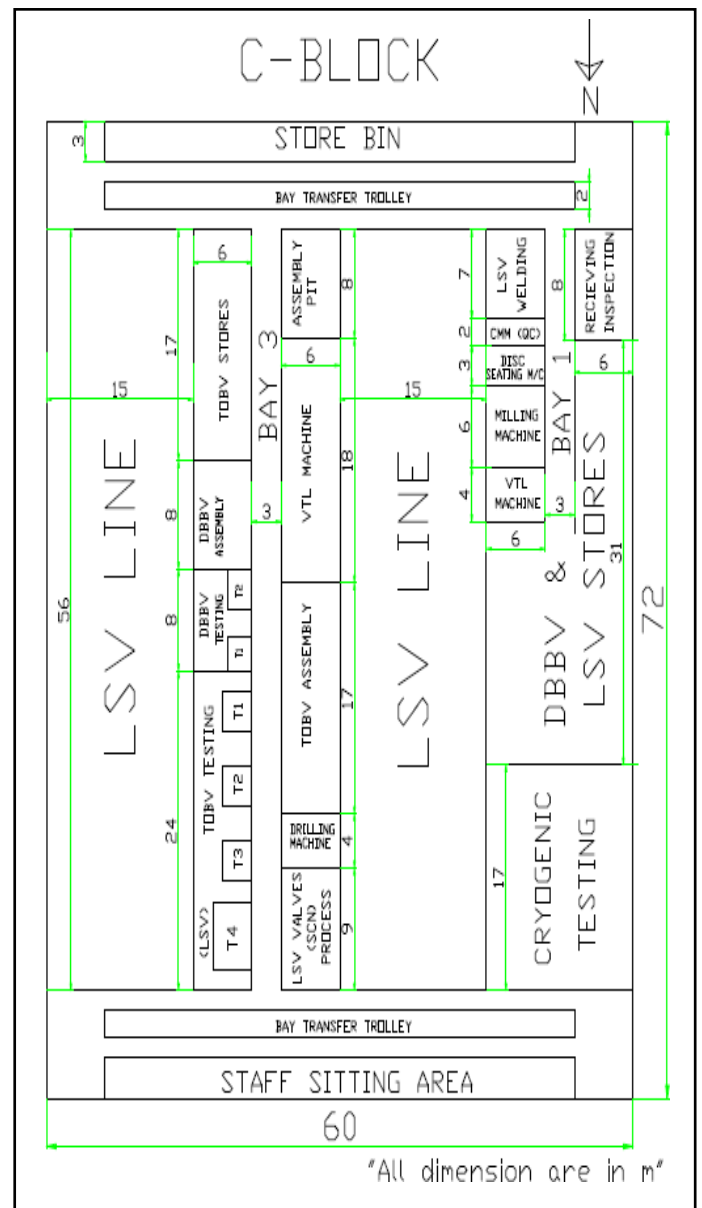 C-BLOCK
N
STORE BIN
3
BAY TRANSFER TROLLEY
2
LSV LINE
15
56
6
17
TOBV STORES
8
DBBV
ASSEMBLY
8
DBBV
TESTING
T2
T1
24
TOBV TESTING
T1
T2
T3
<LSV>
T4
BAY 3
3
ASSEMBLY
PIT
8
6
VTL MACHINE
18
TOBV ASSEMBLY
17
DRILLING
MACHINE
4
LSV VALVES
<SCN>
PROCESS
9
LSV LINE
15
7
LSV
WELDING
2
CMM (QC)
3
DISC
SEATING M/C
6
MILLING
MACHINE
4
VTL
MACHINE
6
BAY 1
3
8
RECIEVING
INSPECTION
6
31
DBBV &
LSV STORES
17
CRYOGENIC
TESTING
72
BAY TRANSFER TROLLEY
STAFF SITTING AREA
60
"All dimension are in m"